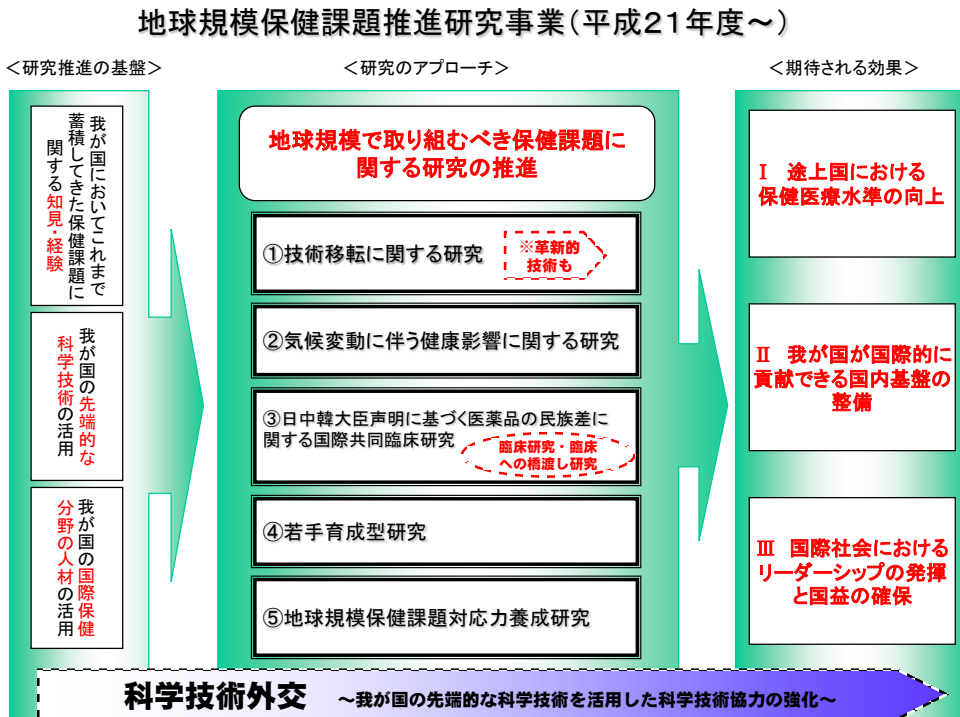 地球規模保健課題推進研究事業（平成２１年度～）
＜研究推進の基盤＞
＜研究のアプローチ＞
＜期待される効果＞
我が国においてこれまで
蓄積してきた保健課題に
関する知見・経験
我が国の先端的な
科学技術の活用
我が国の国際保健
分野の人材の活用
地球規模で取り組むべき保健課題に
関する研究の推進
①技術移転に関する研究
※革新的
技術も
②気候変動に伴う健康影響に関する研究
③日中韓大臣声明に基づく医薬品の民族差に
関する国際共同臨床研究
臨床研究・臨床
への橋渡し研究
④若手育成型研究
⑤地球規模保健課題対応力養成研究
Ⅰ　途上国における
保健医療水準の向上
Ⅱ　我が国が国際的に
貢献できる国内基盤の
整備
Ⅲ　国際社会における
リーダーシップの発揮
と国益の確保
科学技術外交　～我が国の先端的な科学技術を活用した科学技術協力の強化～